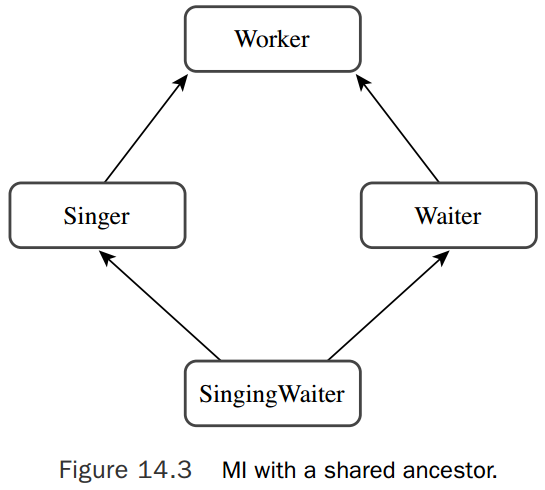 Worker
Singer
Waiter
SingingWaiter
Figure 14.3 MI with a shared ancestor.